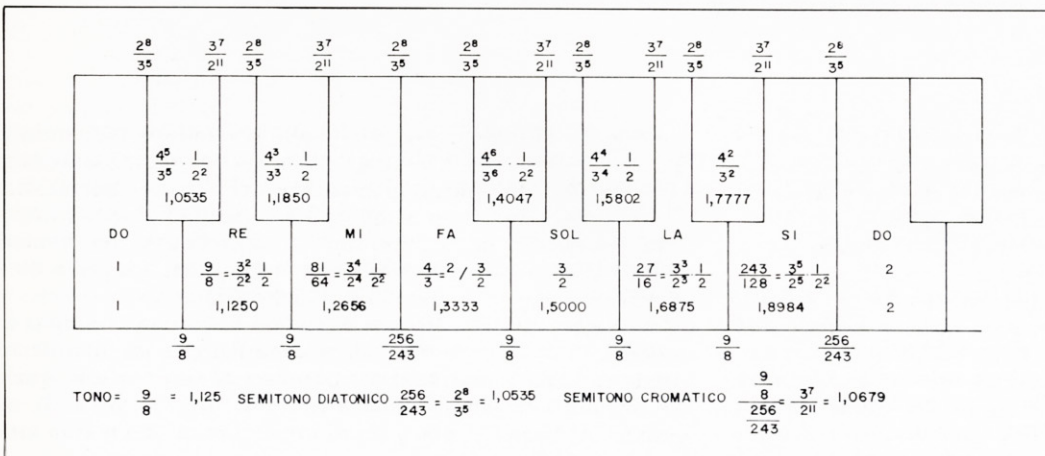 2⁸/3⁵ 3⁷/2¹¹ 2⁸/3⁵ 3⁷/2¹¹ 2⁸/3⁵ 2⁸/3⁵ 3⁷/2¹¹ 2⁸/3⁵ 3⁷/2¹¹ 2⁸/3⁵ 3⁷/2¹¹ 2⁸/3⁵
4⁵/3⁵ · 1/2² 4³/3³ · 1/2 4⁶/3⁶ · 1/2² 4⁴/3⁴ · 1/2 4²/3²
1,0535 1,1850 1,4047 1,5802 1,7777
DO RE MI FA SOL LA SI DO
1 9/8 = 3²/2² 1/2 81/64 = 3⁴/2⁴ 1/2² 4/3 = 2 / 3/2 3/2 27/16 = 3³/2³ · 1/2 243/128 = 3⁵/2⁵ · 1/2² 2
1 1,1250 1,2656 1,3333 1,5000 1,6875 1,8984 2
9/8 9/8 256/243 9/8 9/8 9/8 256/243
TONO = 9/8 = 1,125 SEMITONO DIATONICO 256/243 = 2⁸/3⁵ = 1,0535 SEMITONO CROMATICO 9/8 / 256/243 = 3⁷/2¹¹ = 1,0679